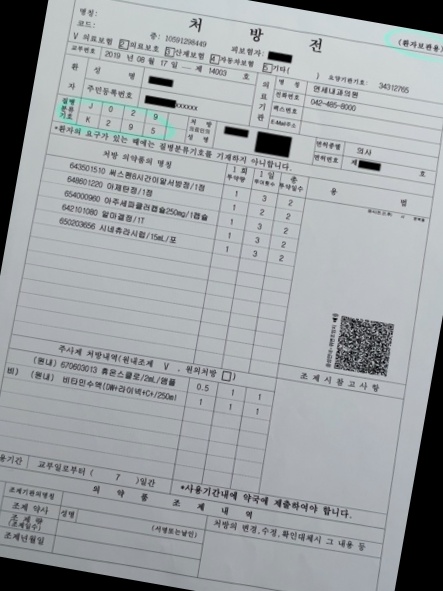 명칭:
코드:
처 방 전
(환자보관용)
증: 10591298449
피보험자:
V 의료보험 2 의료보호 3 산재보험 4 자동차보험 5 기타( )
요양기관기호: 34312765
교부번호 2019 년 08 월 17 일 - 제 14003 호
환 자
성 명
주민등록번호 xxxxxx
의료기관
명 칭 연세내과의원
전화번호 042-485-8000
팩스번호
E-Mail주소
질병분류기호
J 0 2 9
K 2 9 5
처방의료인의 성명
면허종별 의사
면허번호 제 호
*환자의 요구가 있는 때에는 질병분류기호를 기재하지 아니합니다.
처방 의약품의 명칭
1회투약량 1일투여횟수 총투약일수
용 법
643501510 싸스펜8시간이알서방정/1정 1 3 2
648601220 아제탄정/1정 1 2 2
654000960 아주세파클러캡슐250mg/1캡슐 1 2 2
642101080 알마겔정/1T 1 3 2
650203656 시네츄라시럽/15mL/포 1 3 2
주사제 처방내역(원내조제 V , 원외처방 )
조제시참고사항
(원내) 670603013 휴온스클로/2mL/앰플 0.5 1 1
비) (원내) 비타민수액(DW+라이넥+C+/250ml 1 1 1
용기간 교부일로부터 ( 7 )일간
*사용기간내에 약국에 제출하여야 합니다.
의 약 품 조 제 내 역
조제기관의명칭
조제 약사 성명
(서명또는날인)
조제량
(조제일수)
조제년월일
처방의 변경,수정,확인대체시 그 내용 등